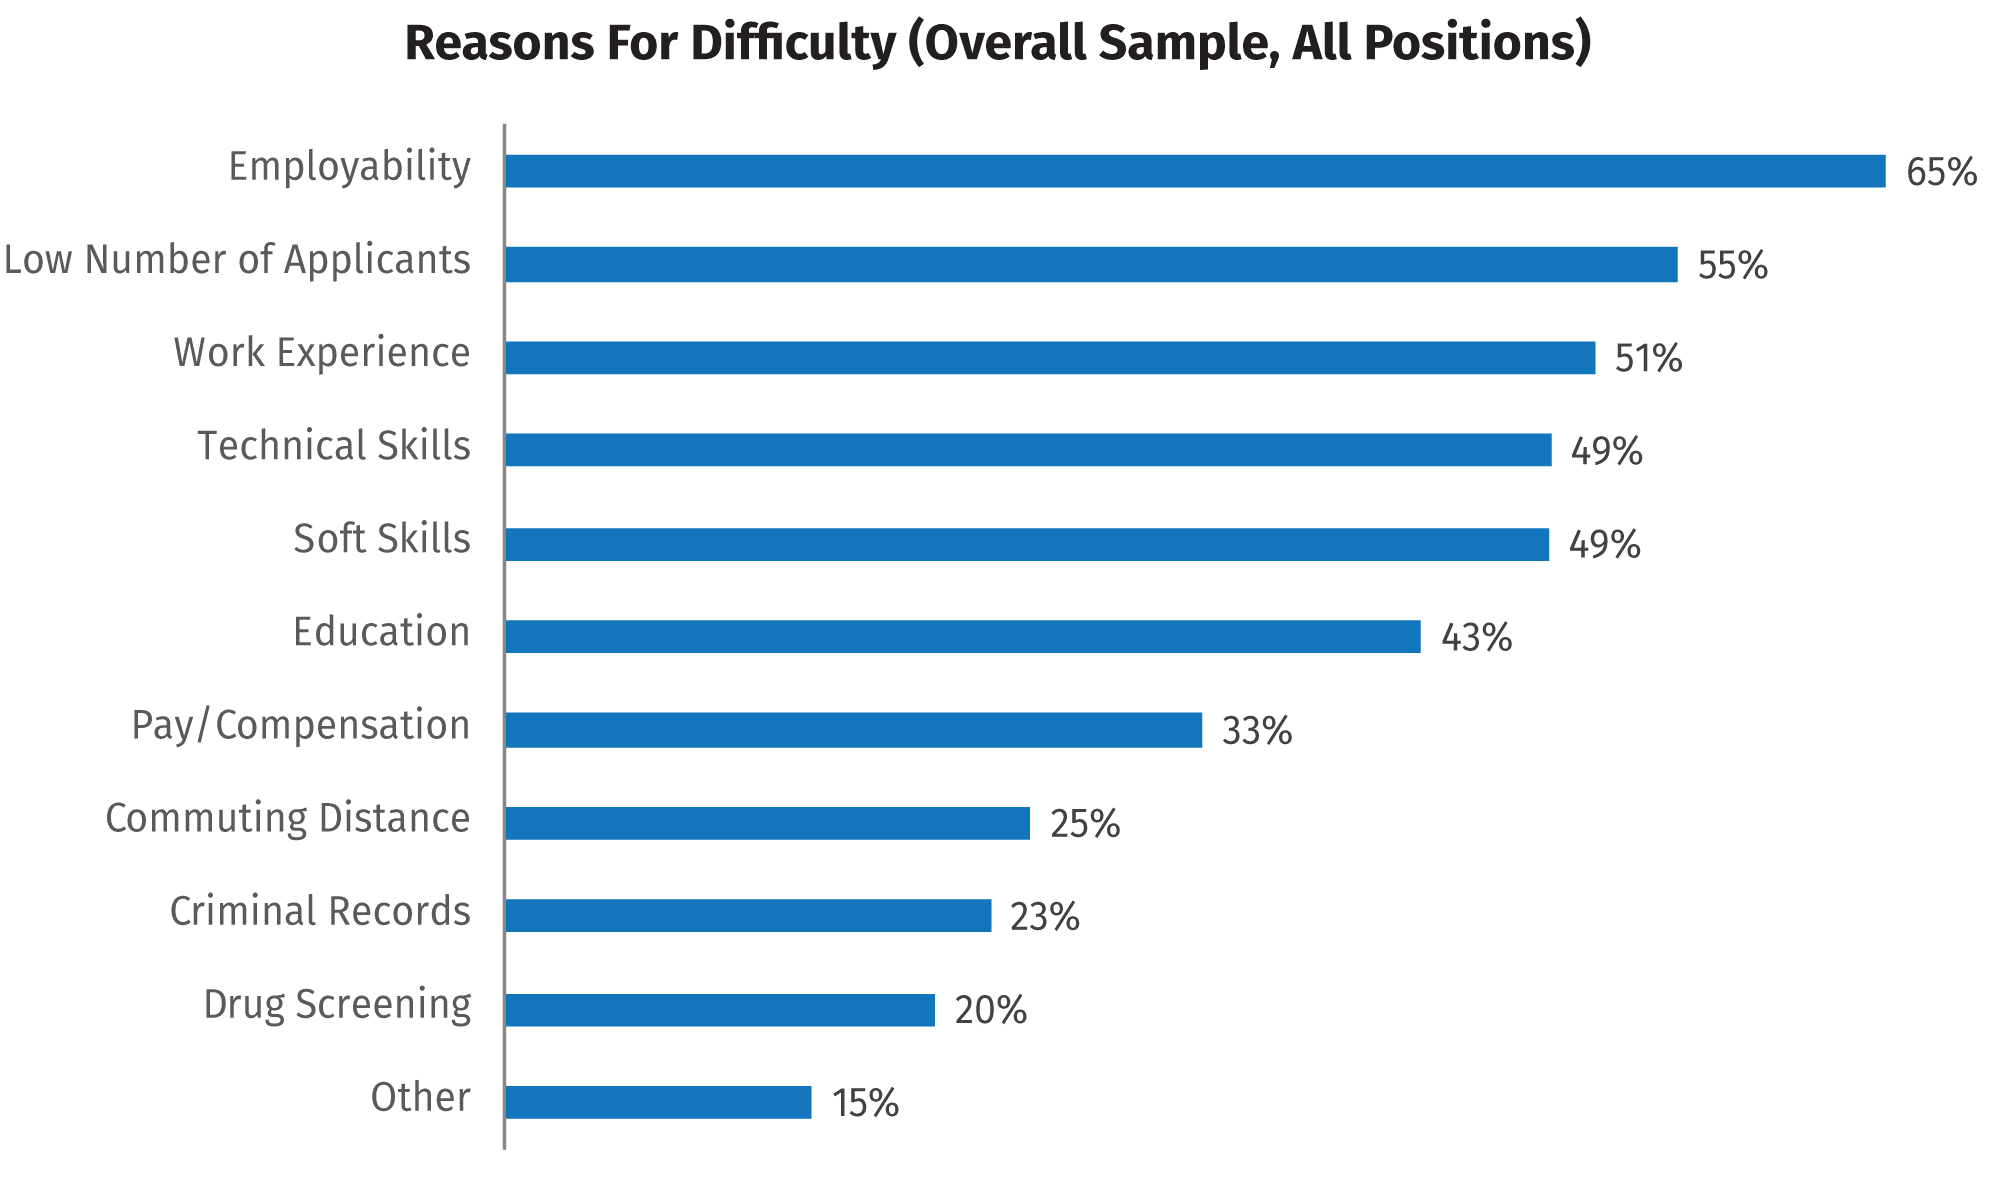 Reasons For Difficulty (Overall Sample, All Positions)
Employability 65%
Low Number of Applicants 55%
Work Experience 51%
Technical Skills 49%
Soft Skills 49%
Education 43%
Pay/Compensation 33%
Commuting Distance 25%
Criminal Records 23%
Drug Screening 20%
Other 15%